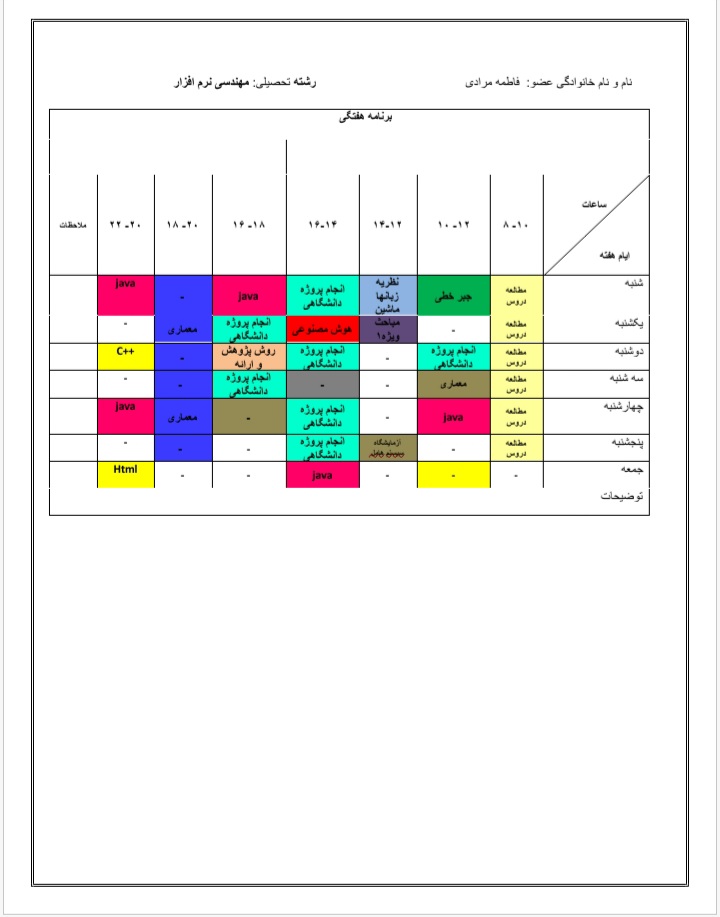 نام و نام خانوادگی عضو: فاطمه مرادی رشته تحصیلی: مهندسی نرم افزار
برنامه هفتگی
ساعات
ایام هفته
۸ -۱۰ ۱۰ -۱۲ ۱۴-۱۲ ۱۶-۱۴ ۱۶ -۱۸ ۱۸ -۲۰ ۲۲ -۲۰ ملاحظات
شنبه
مطالعه
دروس
جبر خطی
نظریه
زبانها
ماشین
انجام پروژه
دانشگاهی
java
-
java
یکشنبه
مطالعه
دروس
-
مباحث
ویژه۱
هوش مصنوعی
انجام پروژه
دانشگاهی
معماری
-
دوشنبه
مطالعه
دروس
انجام پروژه
دانشگاهی
-
انجام پروژه
دانشگاهی
روش پژوهش
و ارائه
-
C++
سه شنبه
مطالعه
دروس
معماری
-
-
انجام پروژه
دانشگاهی
-
-
چهارشنبه
مطالعه
دروس
java
-
انجام پروژه
دانشگاهی
-
معماری
java
پنجشنبه
مطالعه
دروس
-
ازمایشگاه
انجام پروژه
دانشگاهی
-
-
-
جمعه
-
-
-
java
-
-
Html
توضیحات